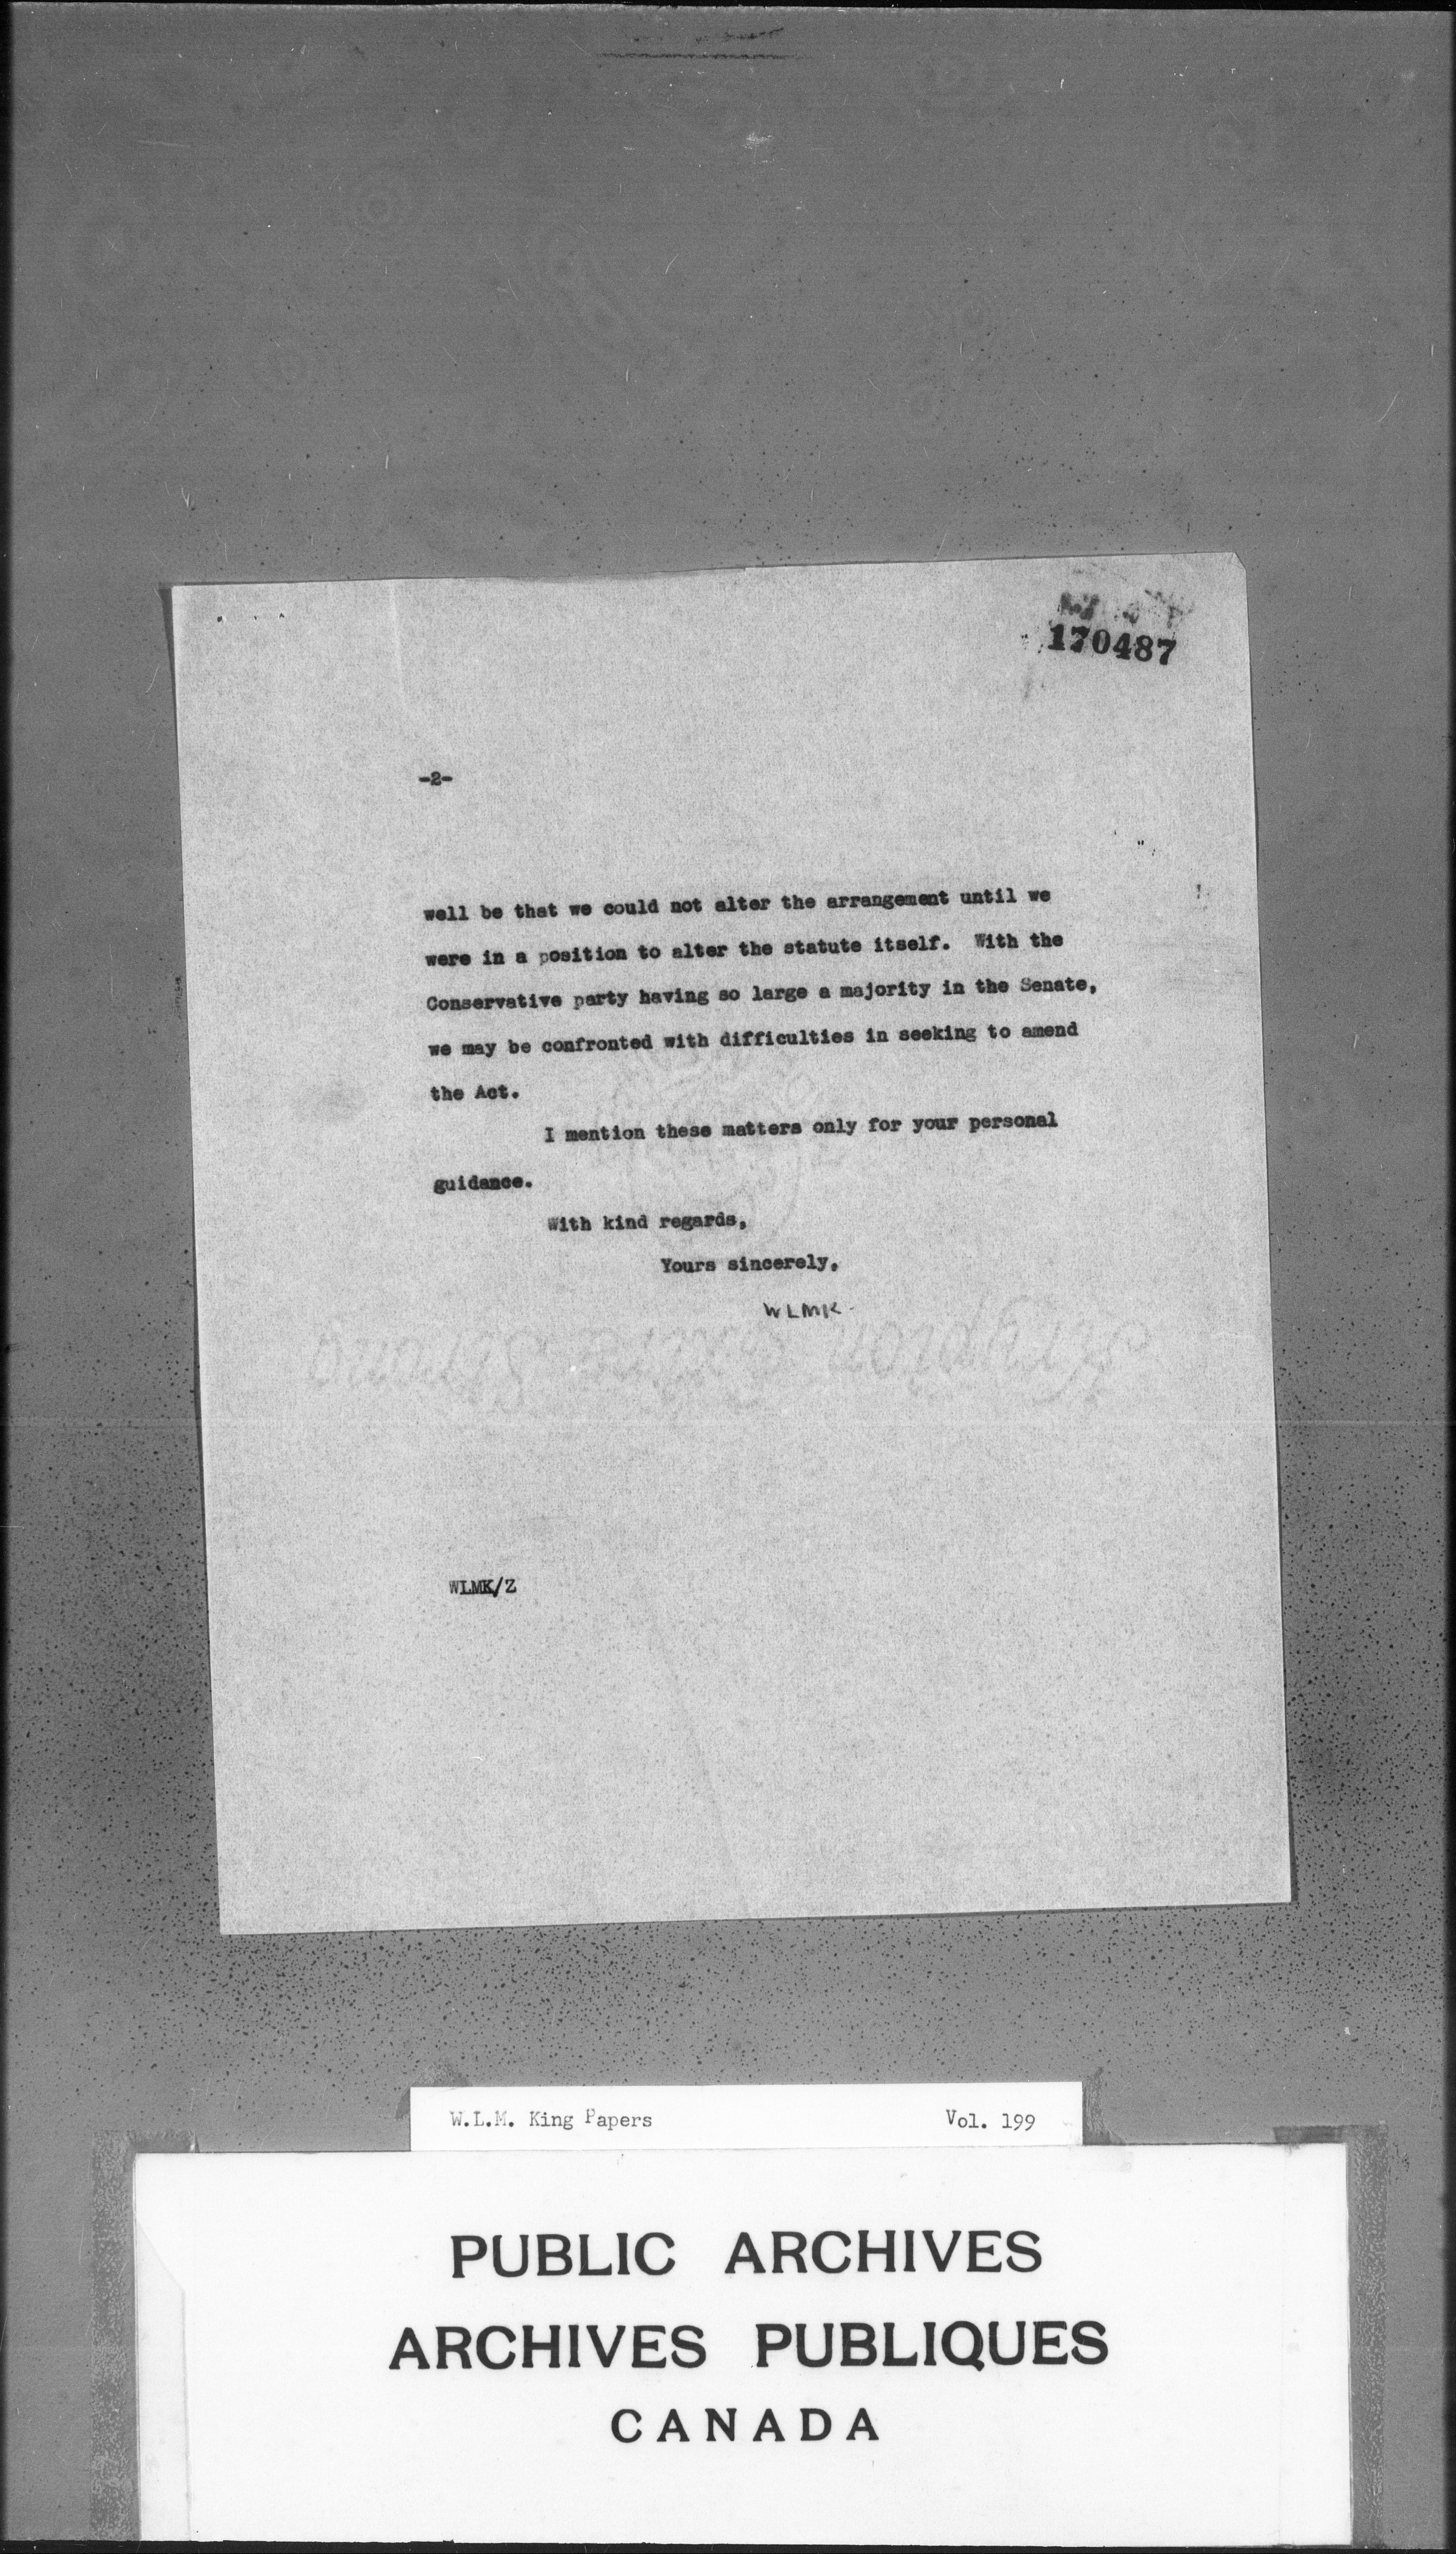 170487
-2-
well be that we could not alter the arrangement until we
were in a position to alter the statute itself. With the
Conservative party having so large a majority in the Senate,
we may be confronted with difficulties in seeking to amend
the Act.
I mention these matters only for your personal
guidance.
With kind regards,
Yours sincerely,
WLMK
WLMK/Z
W.L.M. King Papers Vol. 199
PUBLIC ARCHIVES
ARCHIVES PUBLIQUES
CANADA